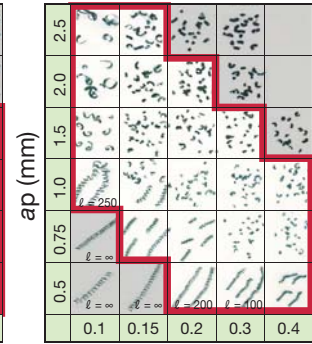 ap (mm)
2.5
2.0
1.5
1.0
ℓ = 250
0.75
ℓ = ∞
0.5
ℓ = ∞
ℓ = ∞
ℓ = 200
ℓ = 100
0.1
0.15
0.2
0.3
0.4